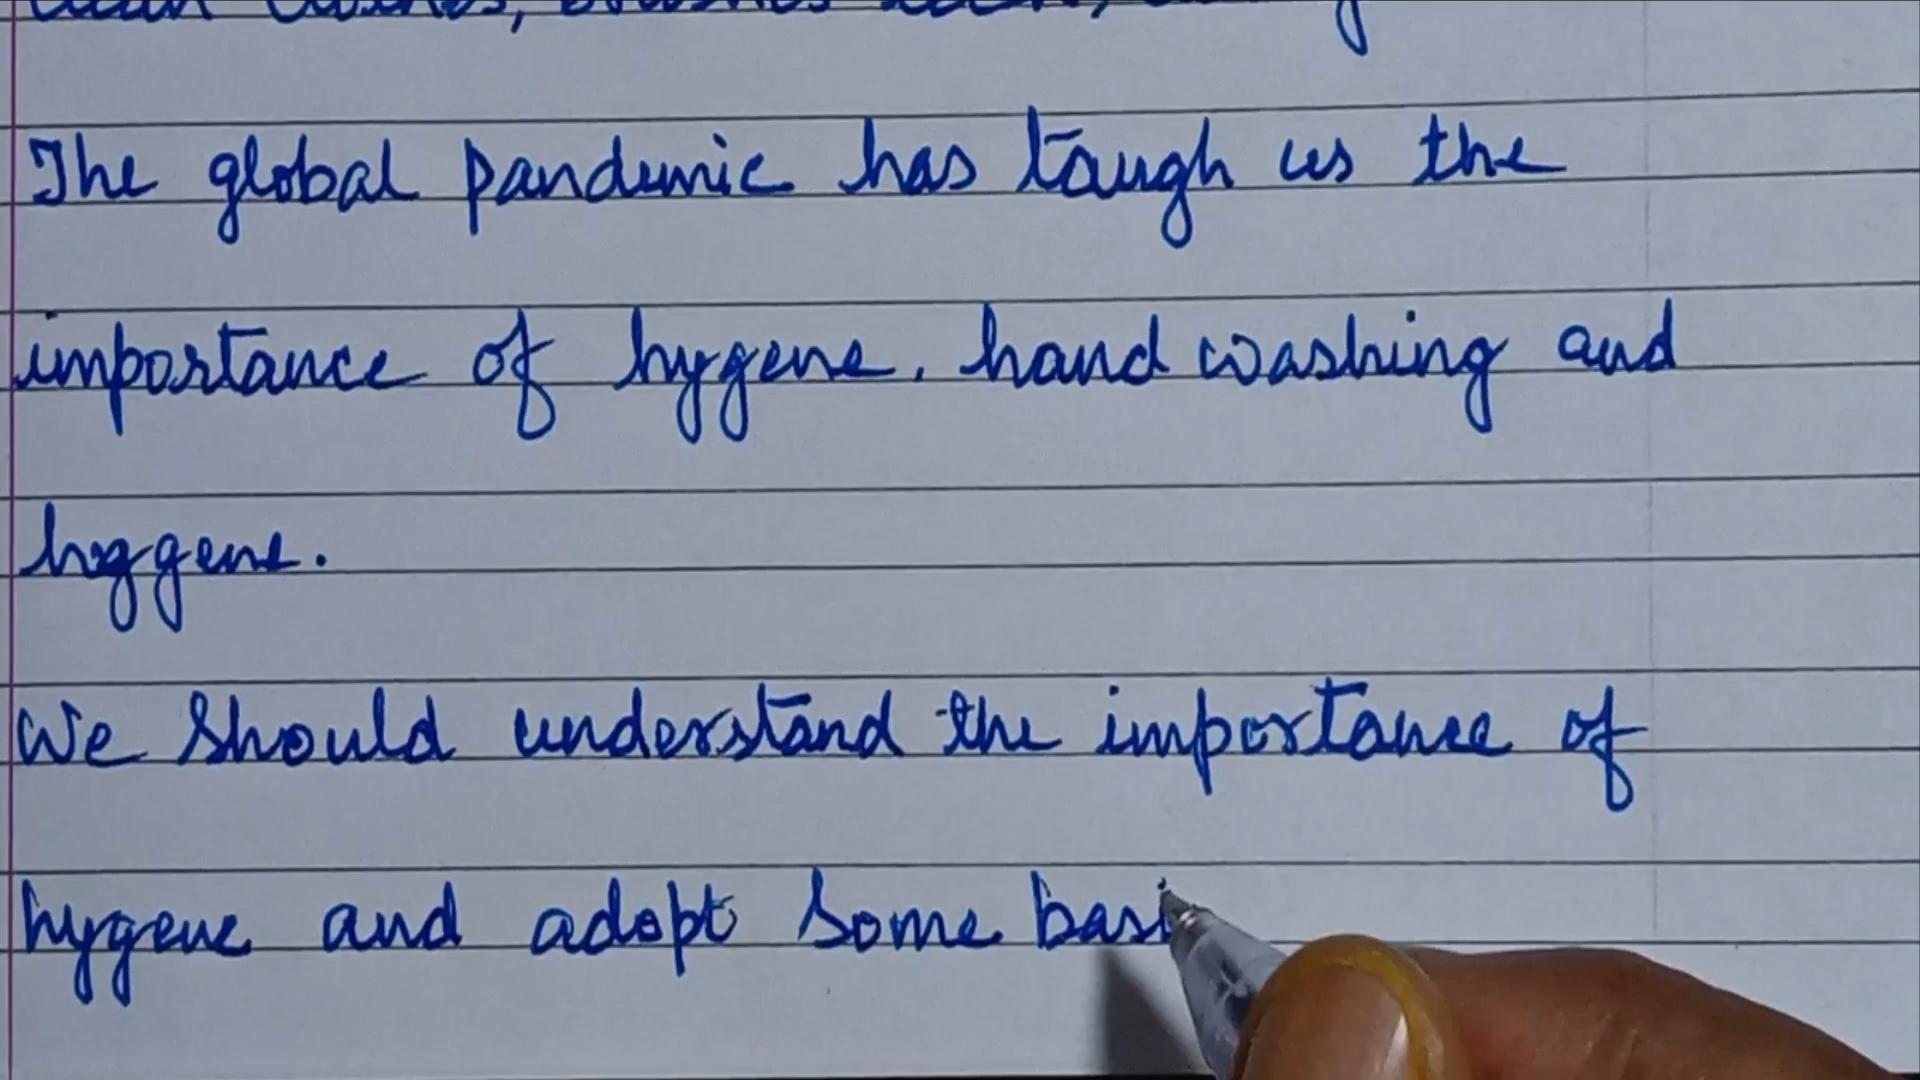 The global pandemic has taugh us the
importance of hygene. hand washing and
hygene.
We should understand the importance of
hygene and adopt some basi